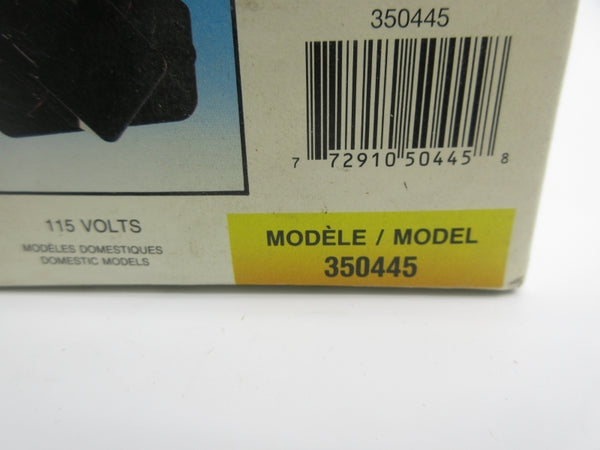 350445
7 72910 50445 8
115 VOLTS
MODÈLES DOMESTIQUES
DOMESTIC MODELS
MODÈLE / MODEL
350445